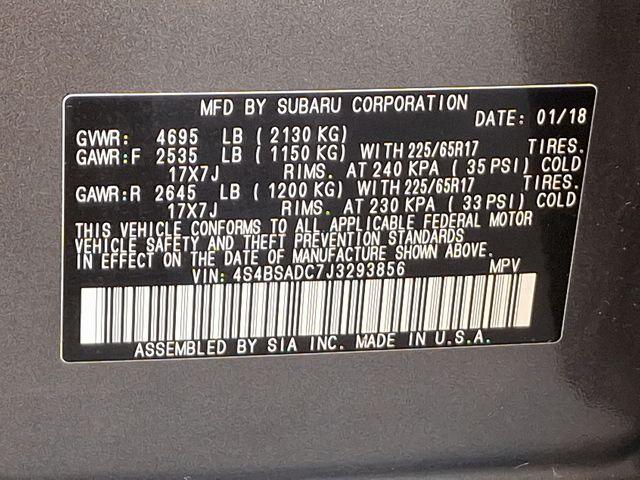 MFD BY SUBARU CORPORATION DATE: 01/18
GVWR: 4695 LB (2130 KG)
GAWR:F 2535 LB (1150 KG) WITH 225/65R17 TIRES.
17X7J RIMS. AT 240 KPA (35 PSI) COLD
GAWR:R 2645 LB (1200 KG) WITH 225/65R17 TIRES.
17X7J RIMS. AT 230 KPA (33 PSI) COLD
THIS VEHICLE CONFORMS TO ALL APPLICABLE FEDERAL MOTOR
VEHICLE SAFETY AND THEFT PREVENTION STANDARDS
IN EFFECT ON THE DATE OF MANUFACTURE SHOWN ABOVE.
VIN: 4S4BSADC7J3293856 MPV
ASSEMBLED BY SIA INC. MADE IN U.S.A.